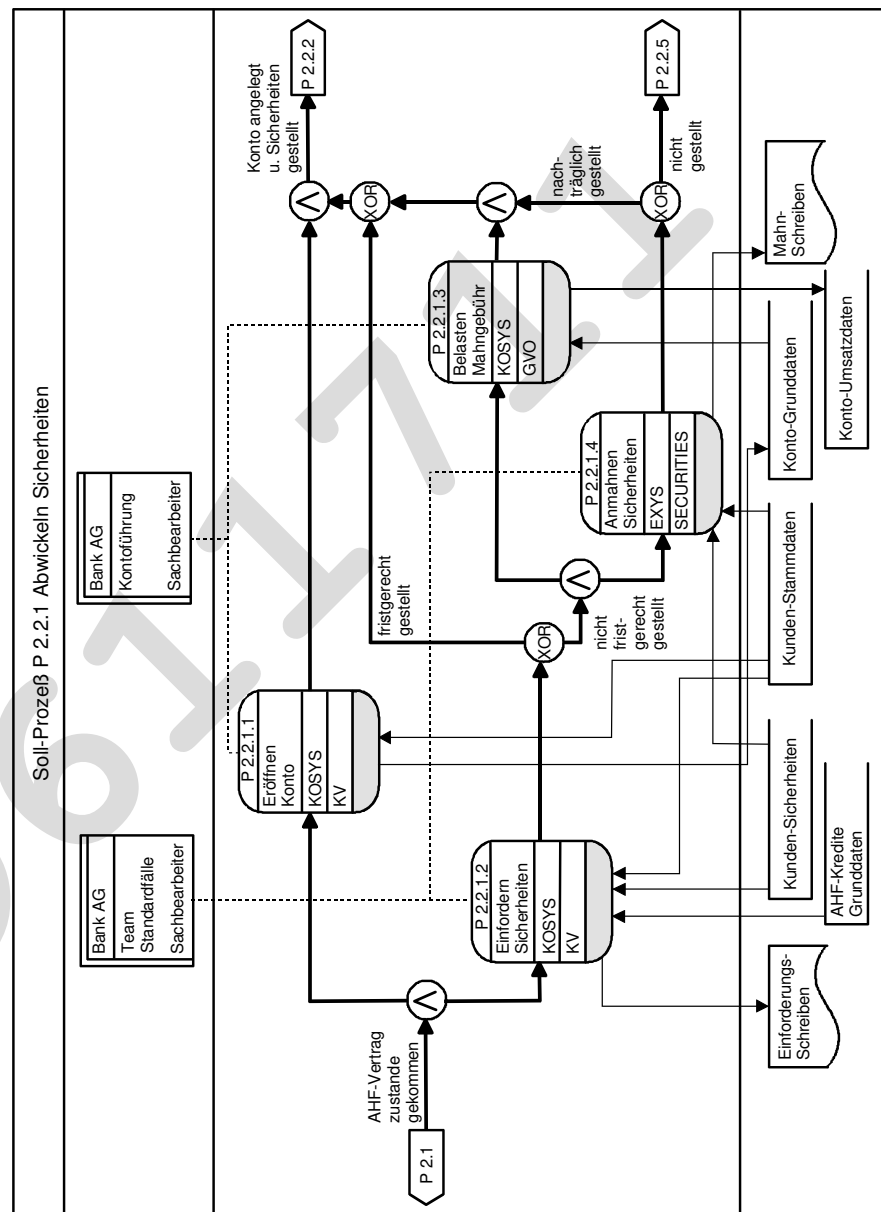 Soll-Prozeß P 2.2.1 Abwickeln Sicherheiten
Bank AG
Team
Standardfälle
Sachbearbeiter
Bank AG
Kontoführung
Sachbearbeiter
P 2.1
AHF-Vertrag
zustande
gekommen
V
P 2.2.1.1
Eröffnen
Konto
KOSYS
KV
P 2.2.1.2
Einfordern
Sicherheiten
KOSYS
KV
XOR
fristgerecht
gestellt
nicht
frist-
gerecht
gestellt
V
P 2.2.1.3
Belasten
Mahngebühr
KOSYS
GVO
P 2.2.1.4
Anmahnen
Sicherheiten
EXYS
SECURITIES
V
XOR
V
XOR
nach-
träglich
gestellt
nicht
gestellt
Konto angelegt
u. Sicherheiten
gestellt
P 2.2.2
P 2.2.5
Einforderungs-
Schreiben
AHF-Kredite
Grunddaten
Kunden-Sicherheiten
Kunden-Stammdaten
Konto-Grunddaten
Konto-Umsatzdaten
Mahn-
Schreiben